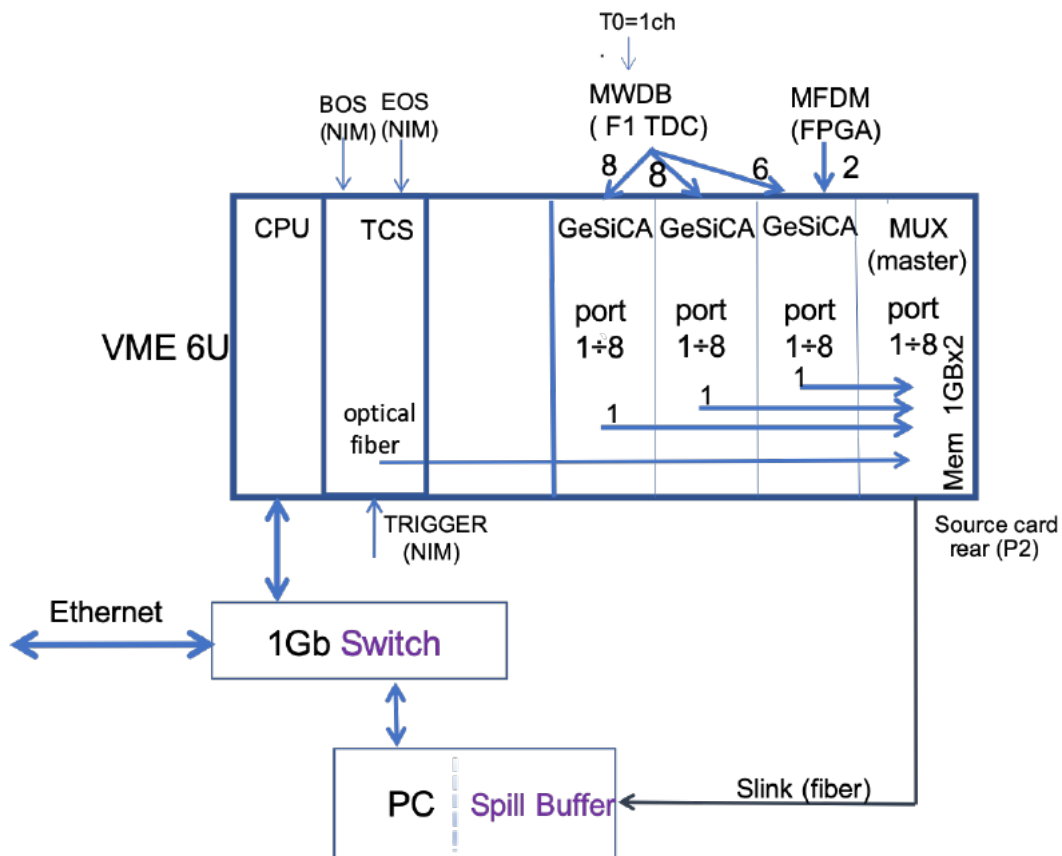 T0=1ch
.
BOS
(NIM)
EOS
(NIM)
MWDB
( F1 TDC)
MFDM
(FPGA)
8
8
6
2
CPU
TCS
GeSiCA
GeSiCA
GeSiCA
MUX
(master)
VME 6U
port
1÷8
port
1÷8
port
1÷8
port
1÷8
Mem 1GBx2
1
1
1
optical
fiber
TRIGGER
(NIM)
Source card
rear (P2)
Ethernet
1Gb Switch
PC
Spill Buffer
Slink (fiber)